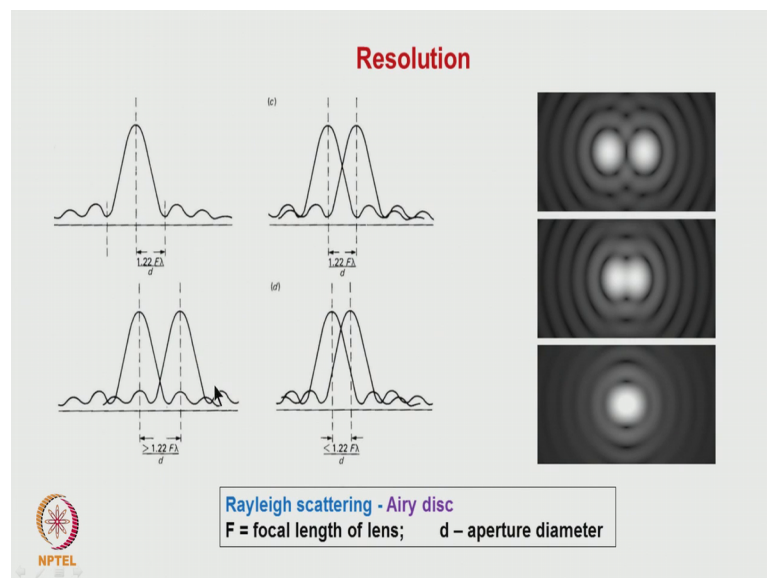 Resolution
(c)
1.22 Fλ
d
1.22 Fλ
d
(d)
> 1.22 Fλ
d
< 1.22 Fλ
d
Rayleigh scattering - Airy disc
F = focal length of lens; d – aperture diameter
NPTEL